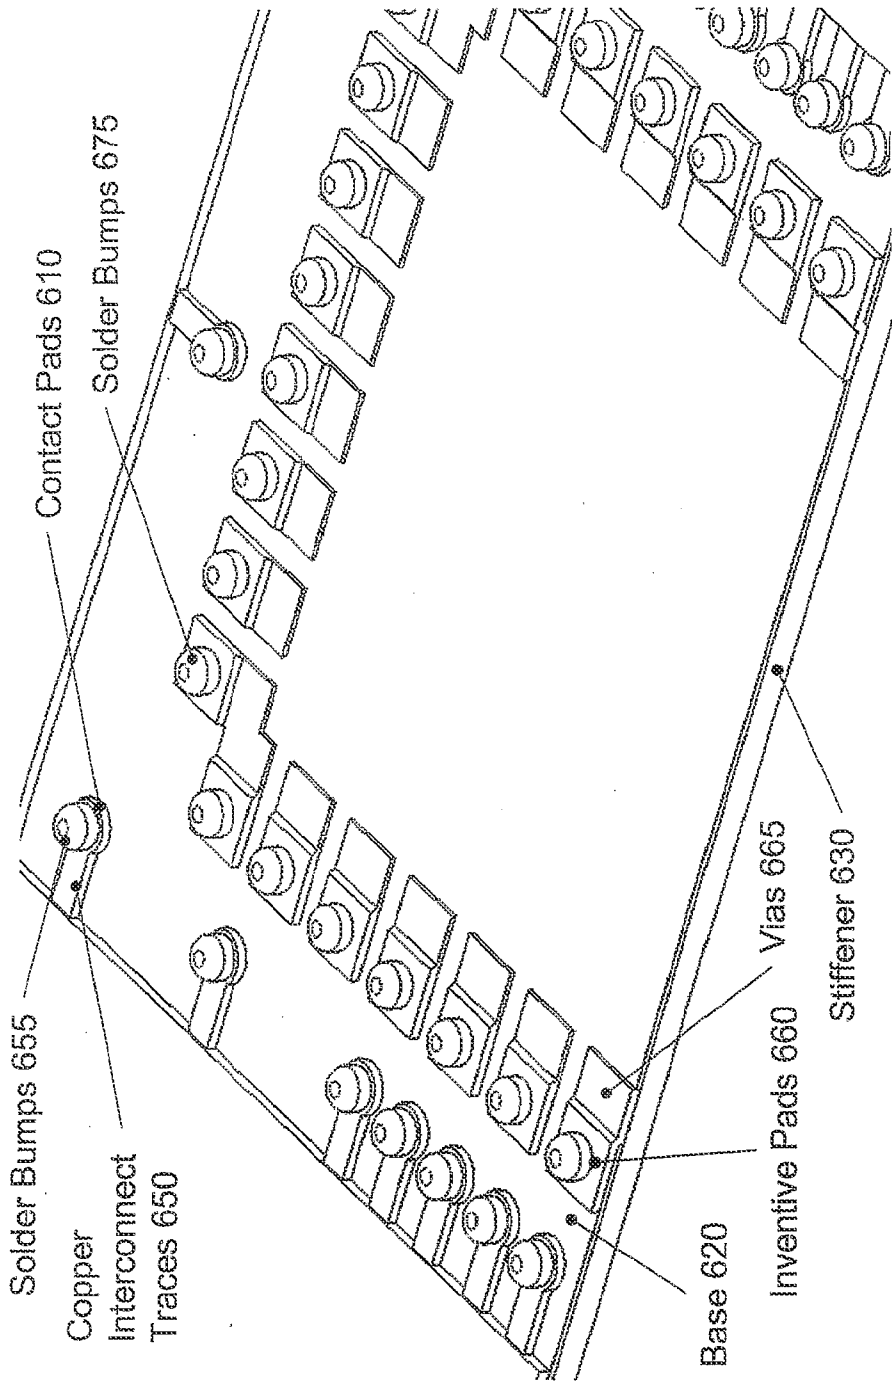 Solder Bumps 655
Copper
Interconnect
Traces 650
Contact Pads 610
Solder Bumps 675
Base 620
Inventive Pads 660
Vias 665
Stiffener 630